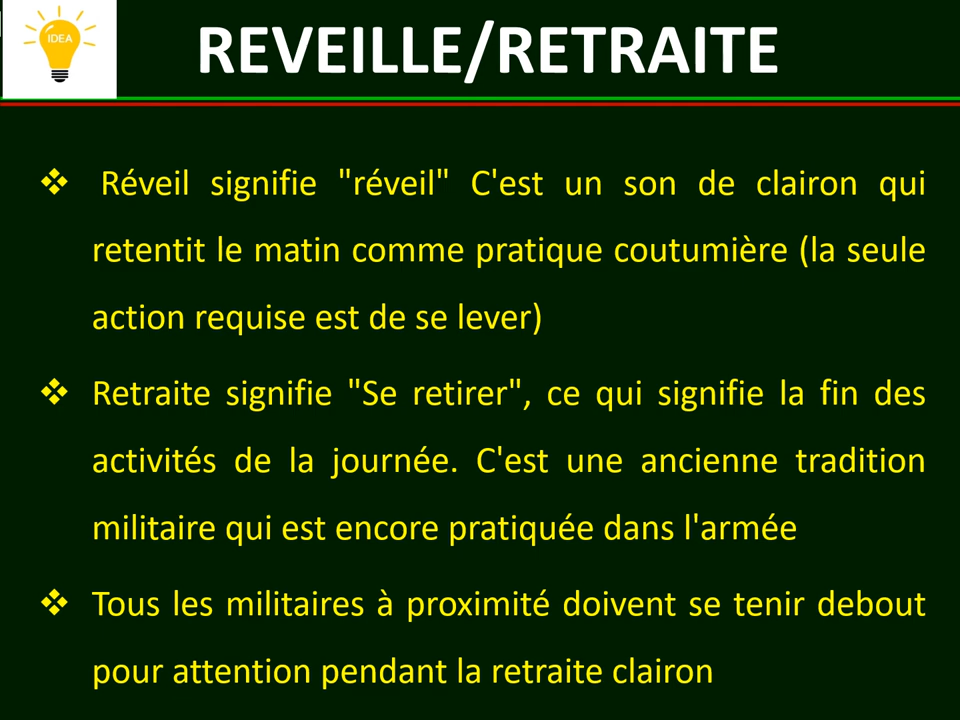 IDEA
REVEILLE/RETRAITE
❖ Réveil signifie "réveil" C'est un son de clairon qui
retentit le matin comme pratique coutumière (la seule
action requise est de se lever)
❖ Retraite signifie "Se retirer", ce qui signifie la fin des
activités de la journée. C'est une ancienne tradition
militaire qui est encore pratiquée dans l'armée
❖ Tous les militaires à proximité doivent se tenir debout
pour attention pendant la retraite clairon